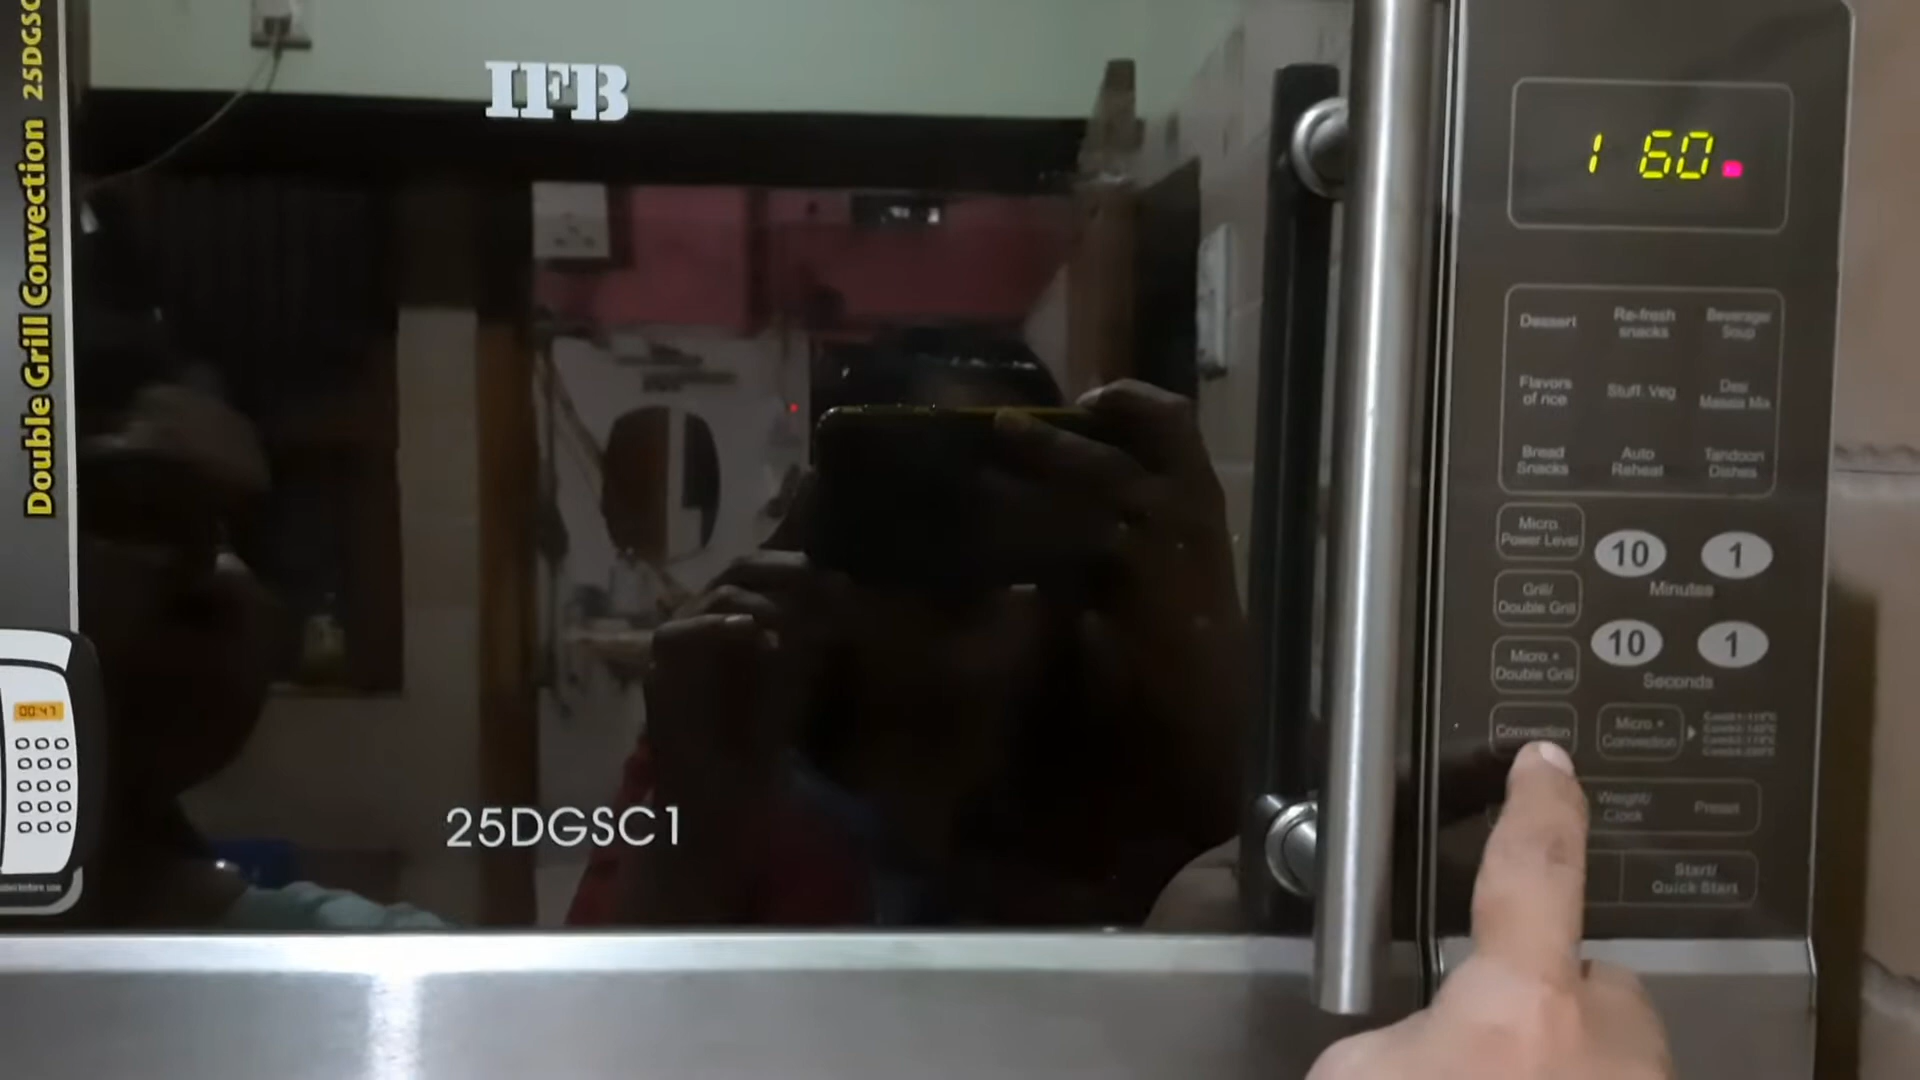 Double Grill Convection 25DGSC
IFB
1 60
Dessert
Re-fresh
snacks
Beverage/
Soup
Flavors
of rice
Stuff. Veg
Desi
Masala Mix
Bread
Snacks
Auto
Reheat
Tandoori
Dishes
Micro.
Power Level
10 1
Minutes
Grill/
Double Grill
10 1
Seconds
Micro +
Double Grill
Convection
Micro +
Convection
Weight/
Clock
Preset
Start/
Quick Start
00:47
25DGSC1